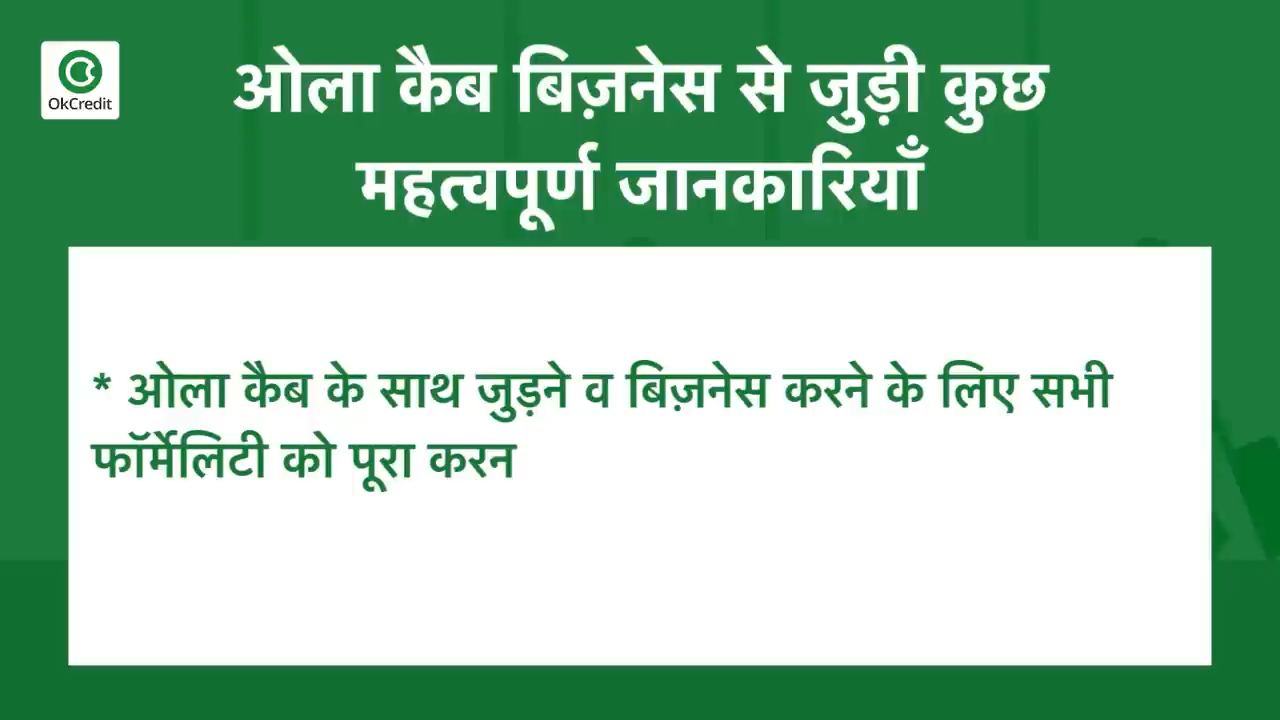 OkCredit
ओला कैब बिज़नेस से जुड़ी कुछ
महत्वपूर्ण जानकारियाँ
* ओला कैब के साथ जुड़ने व बिज़नेस करने के लिए सभी
फॉर्मेलिटी को पूरा करन